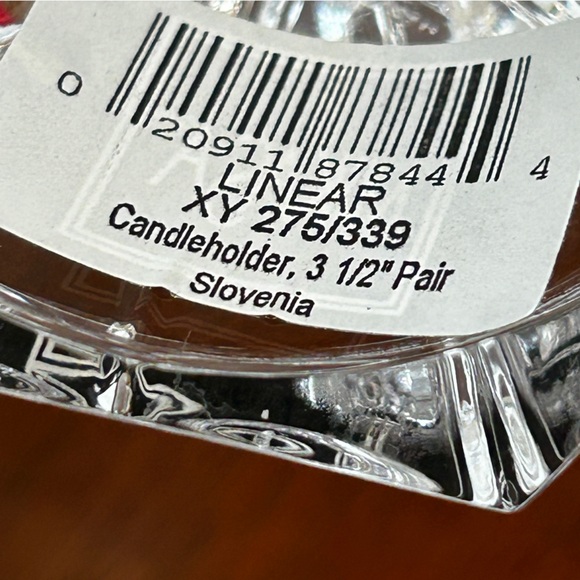 0 20911 87844 4
LINEAR
XY 275/339
Candleholder, 3 1/2" Pair
Slovenia